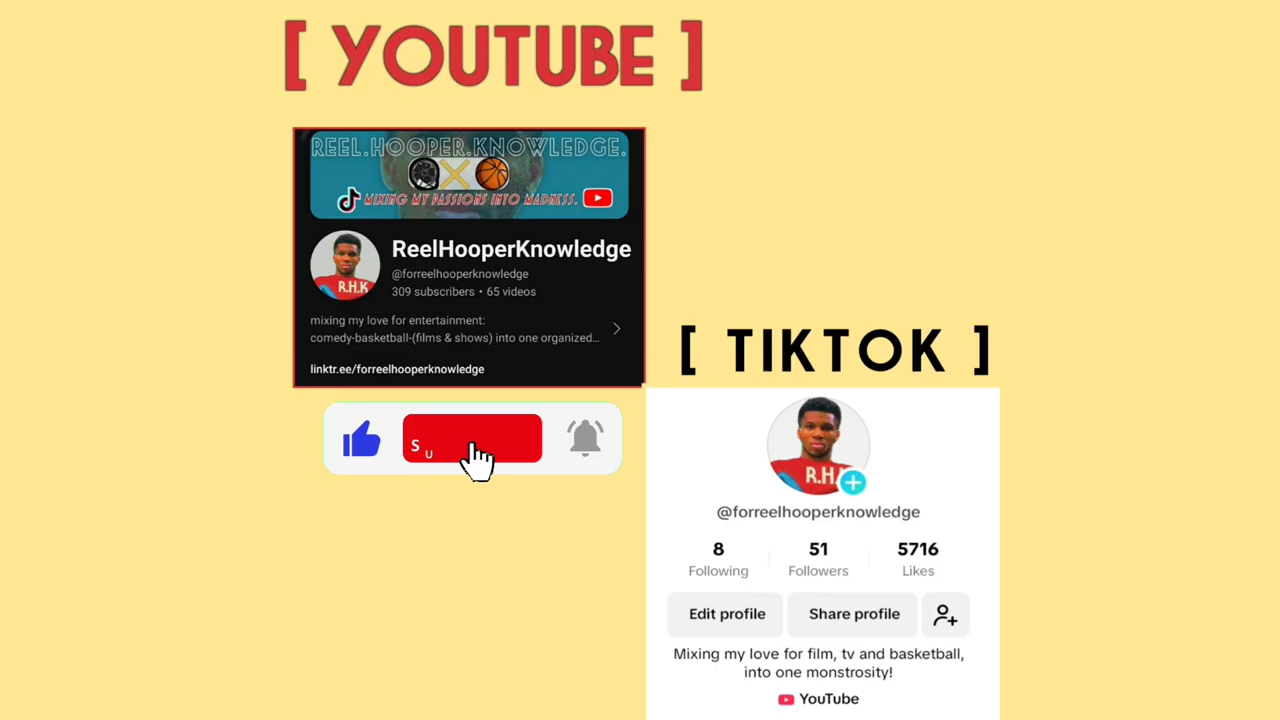 [ YOUTUBE ]
REEL.HOOPER.KNOWLEDGE.
MIXING MY PASSIONS INTO MADNESS.
R.H.K
ReelHooperKnowledge
@forreelhooperknowledge
309 subscribers • 65 videos
mixing my love for entertainment:
comedy-basketball-(films & shows) into one organized...
linktr.ee/forreelhooperknowledge
S U
[ TIKTOK ]
R.H.
@forreelhooperknowledge
8 51 5716
Following Followers Likes
Edit profile Share profile
Mixing my love for film, tv and basketball,
into one monstrosity!
YouTube